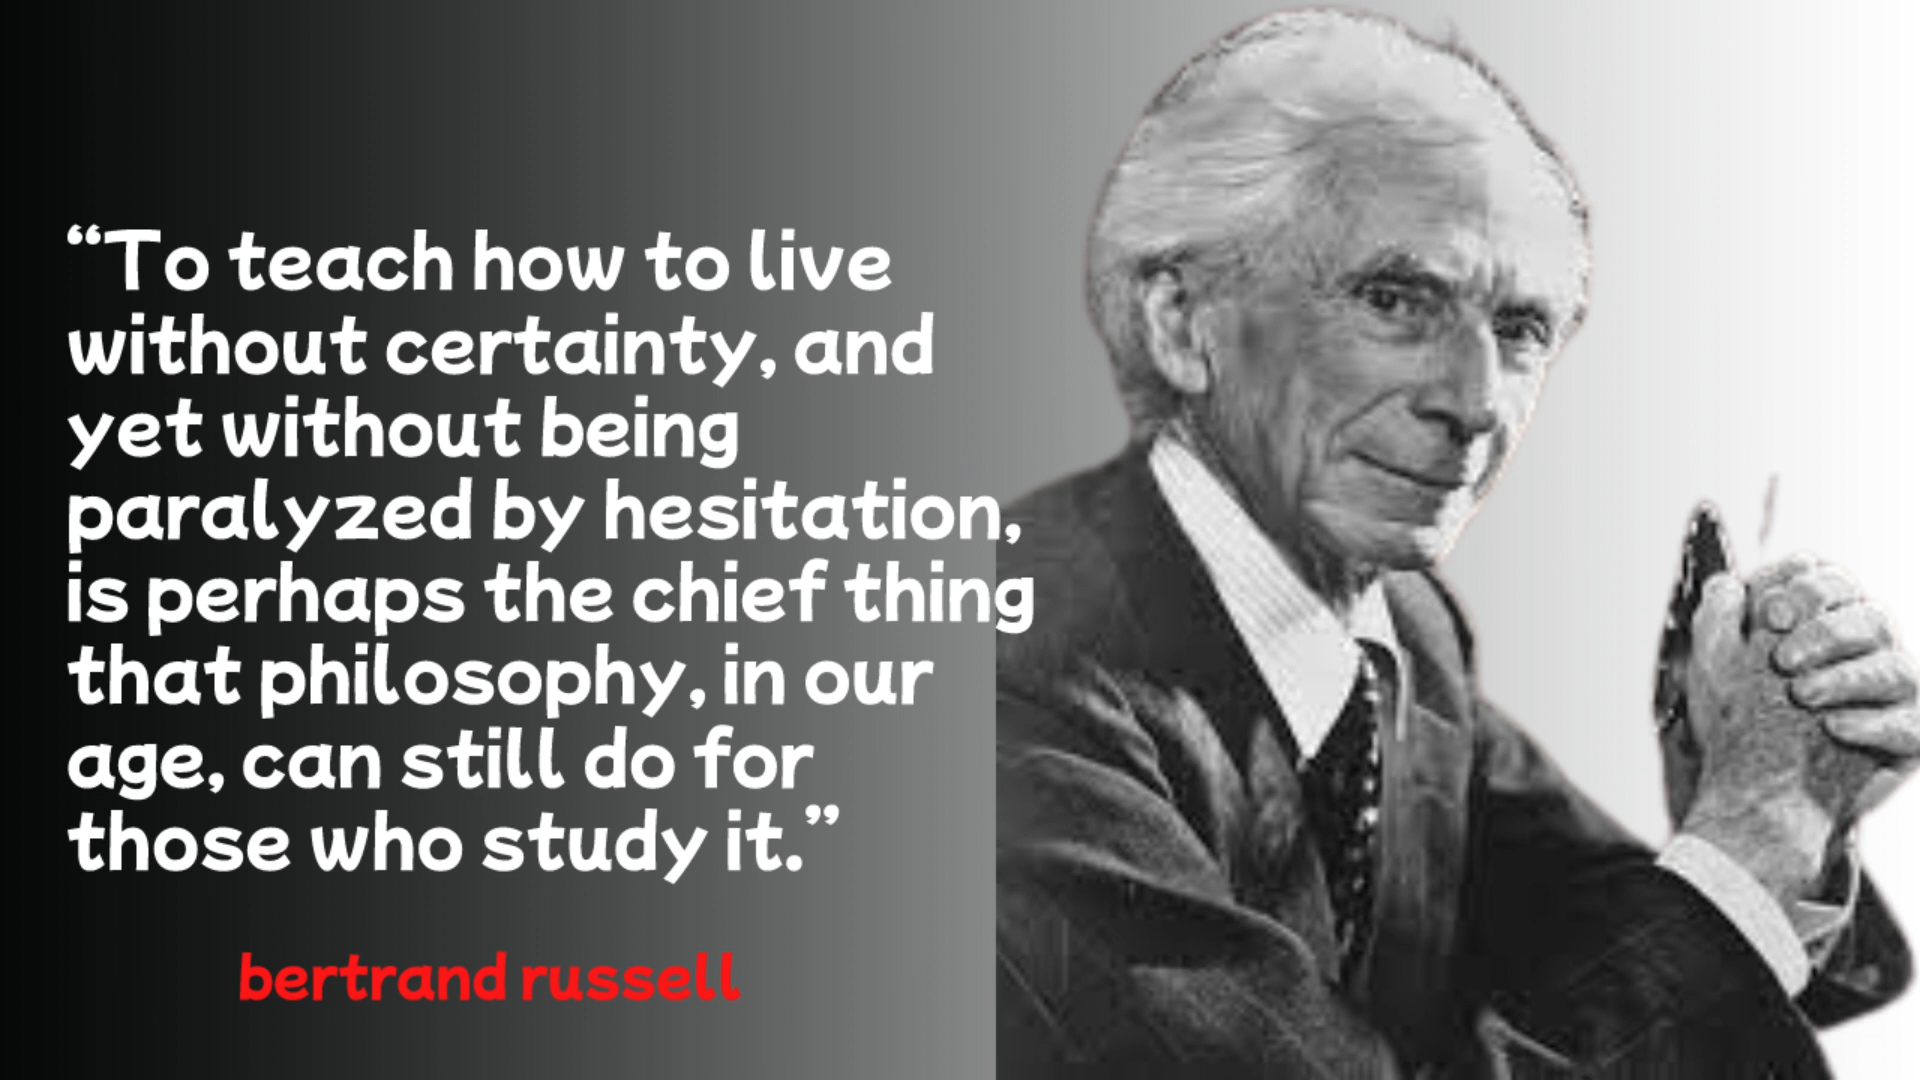 “To teach how to live
without certainty, and
yet without being
paralyzed by hesitation,
is perhaps the chief thing
that philosophy, in our
age, can still do for
those who study it.”
bertrand russell